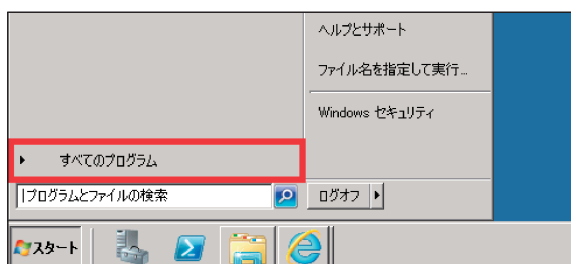 ヘルプとサポート
ファイル名を指定して実行...
Windows セキュリティ
すべてのプログラム
プログラムとファイルの検索
ログオフ
スタート